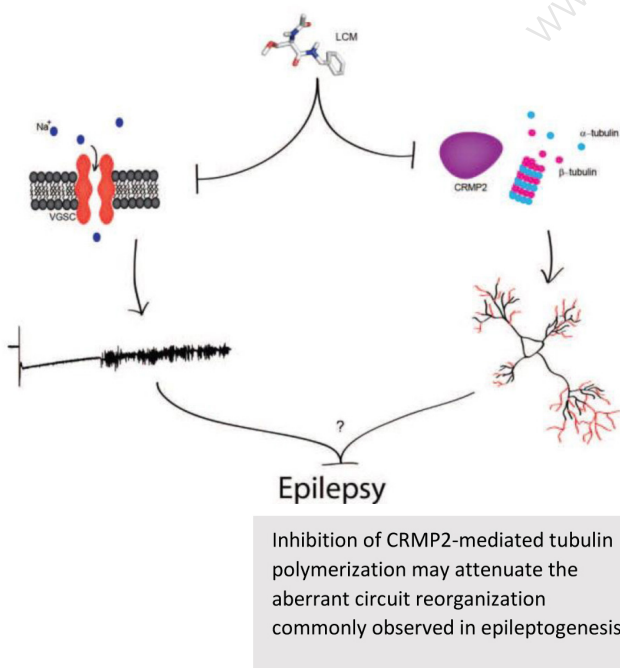 LCM
Na+
VGSC
CRMP2
α-tubulin
β-tubulin
?
Epilepsy
Inhibition of CRMP2-mediated tubulin
polymerization may attenuate the
aberrant circuit reorganization
commonly observed in epileptogenesis